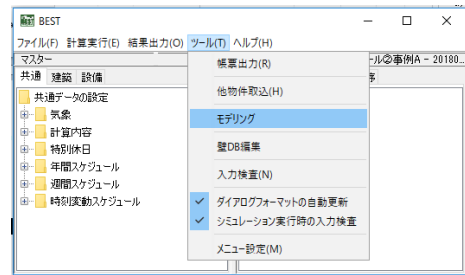 BEST
ファイル(F) 計算実行(E) 結果出力(O) ツール(T) ヘルプ(H)
マスター
ール②事例A - 20180...
共通 建築 設備
共通データの設定
気象
計算内容
特別休日
年間スケジュール
週間スケジュール
時刻変動スケジュール
帳票出力(R)
他物件取込(H)
モデリング
壁DB編集
入力検査(N)
ダイアログフォーマットの自動更新
シミュレーション実行時の入力検査
メニュー設定(M)